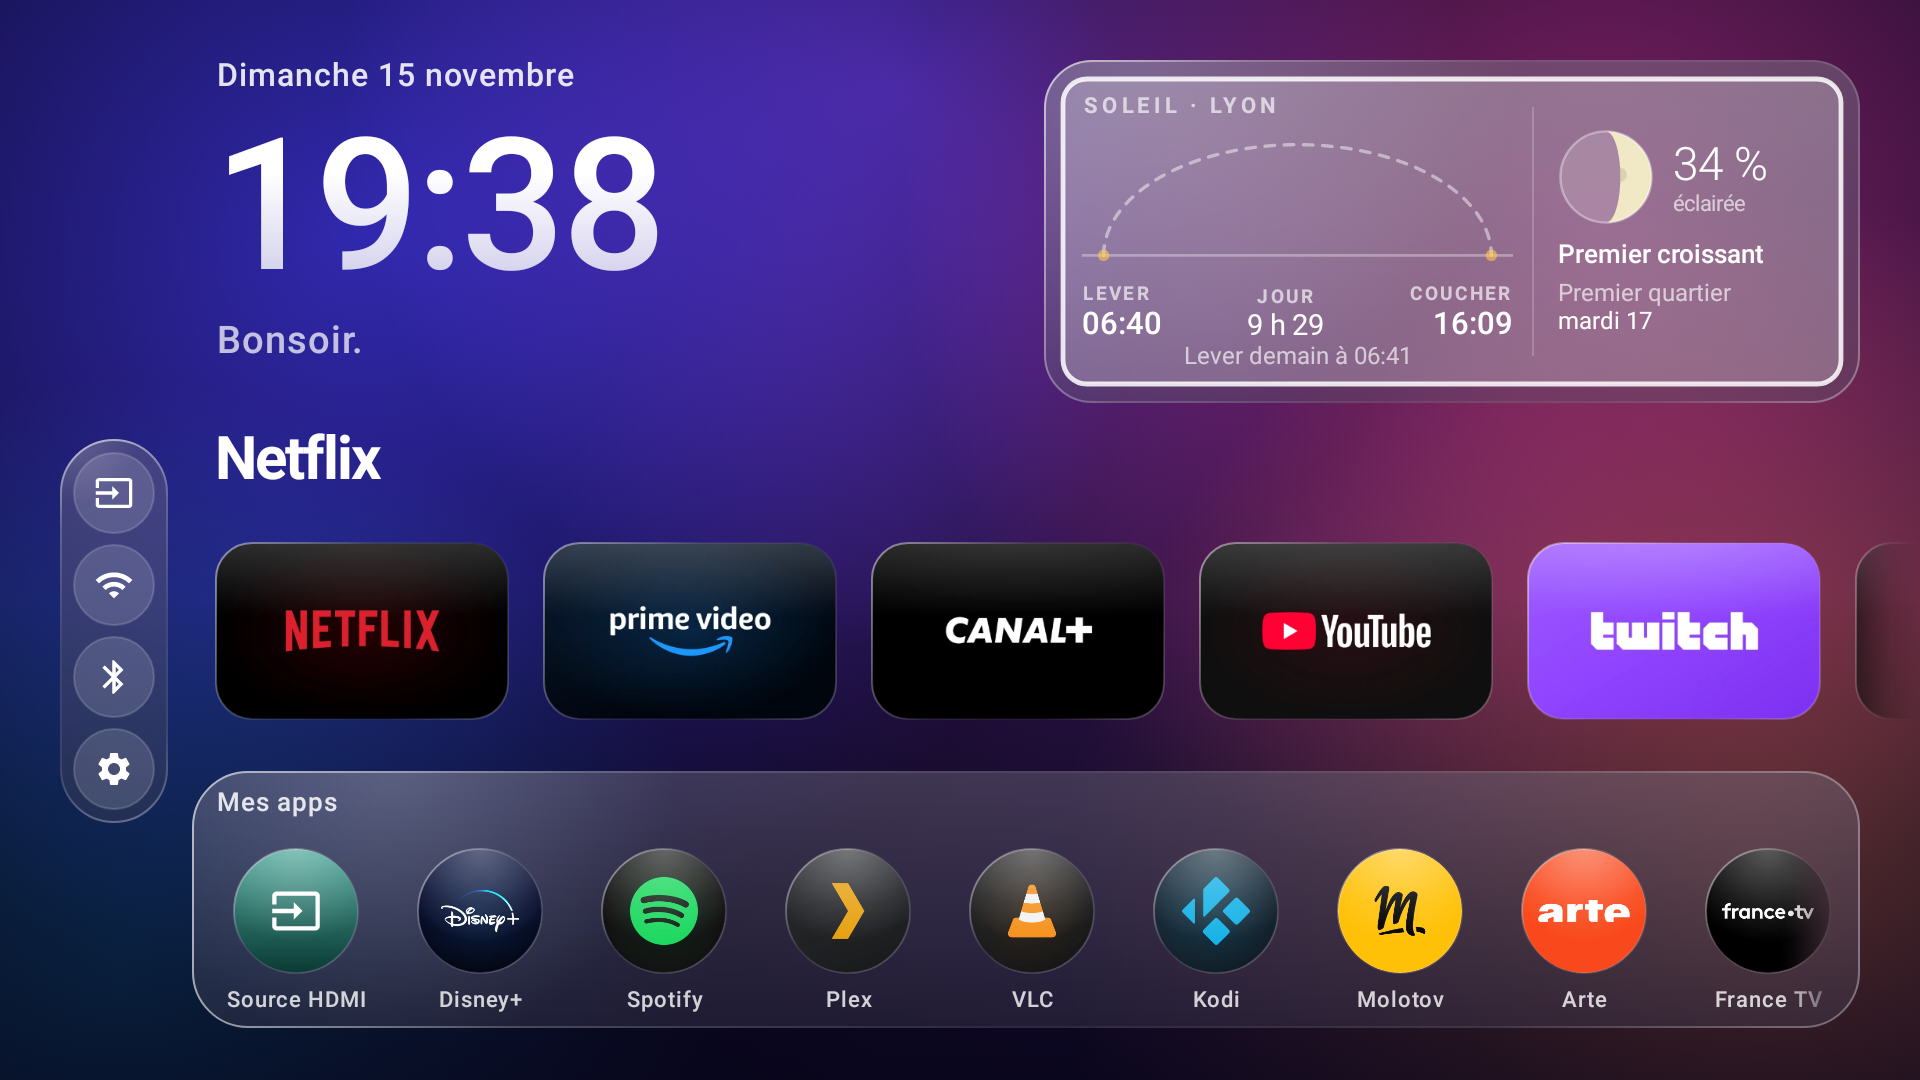 Dimanche 15 novembre
19:38
Bonsoir.
SOLEIL · LYON
LEVER
06:40
JOUR
9 h 29
COUCHER
16:09
Lever demain à 06:41
34 %
éclairée
Premier croissant
Premier quartier
mardi 17
Netflix
NETFLIX
prime video
CANAL+
YouTube
twitch
Mes apps
Disney+
M.
arte
france•tv
Source HDMI
Disney+
Spotify
Plex
VLC
Kodi
Molotov
Arte
France TV